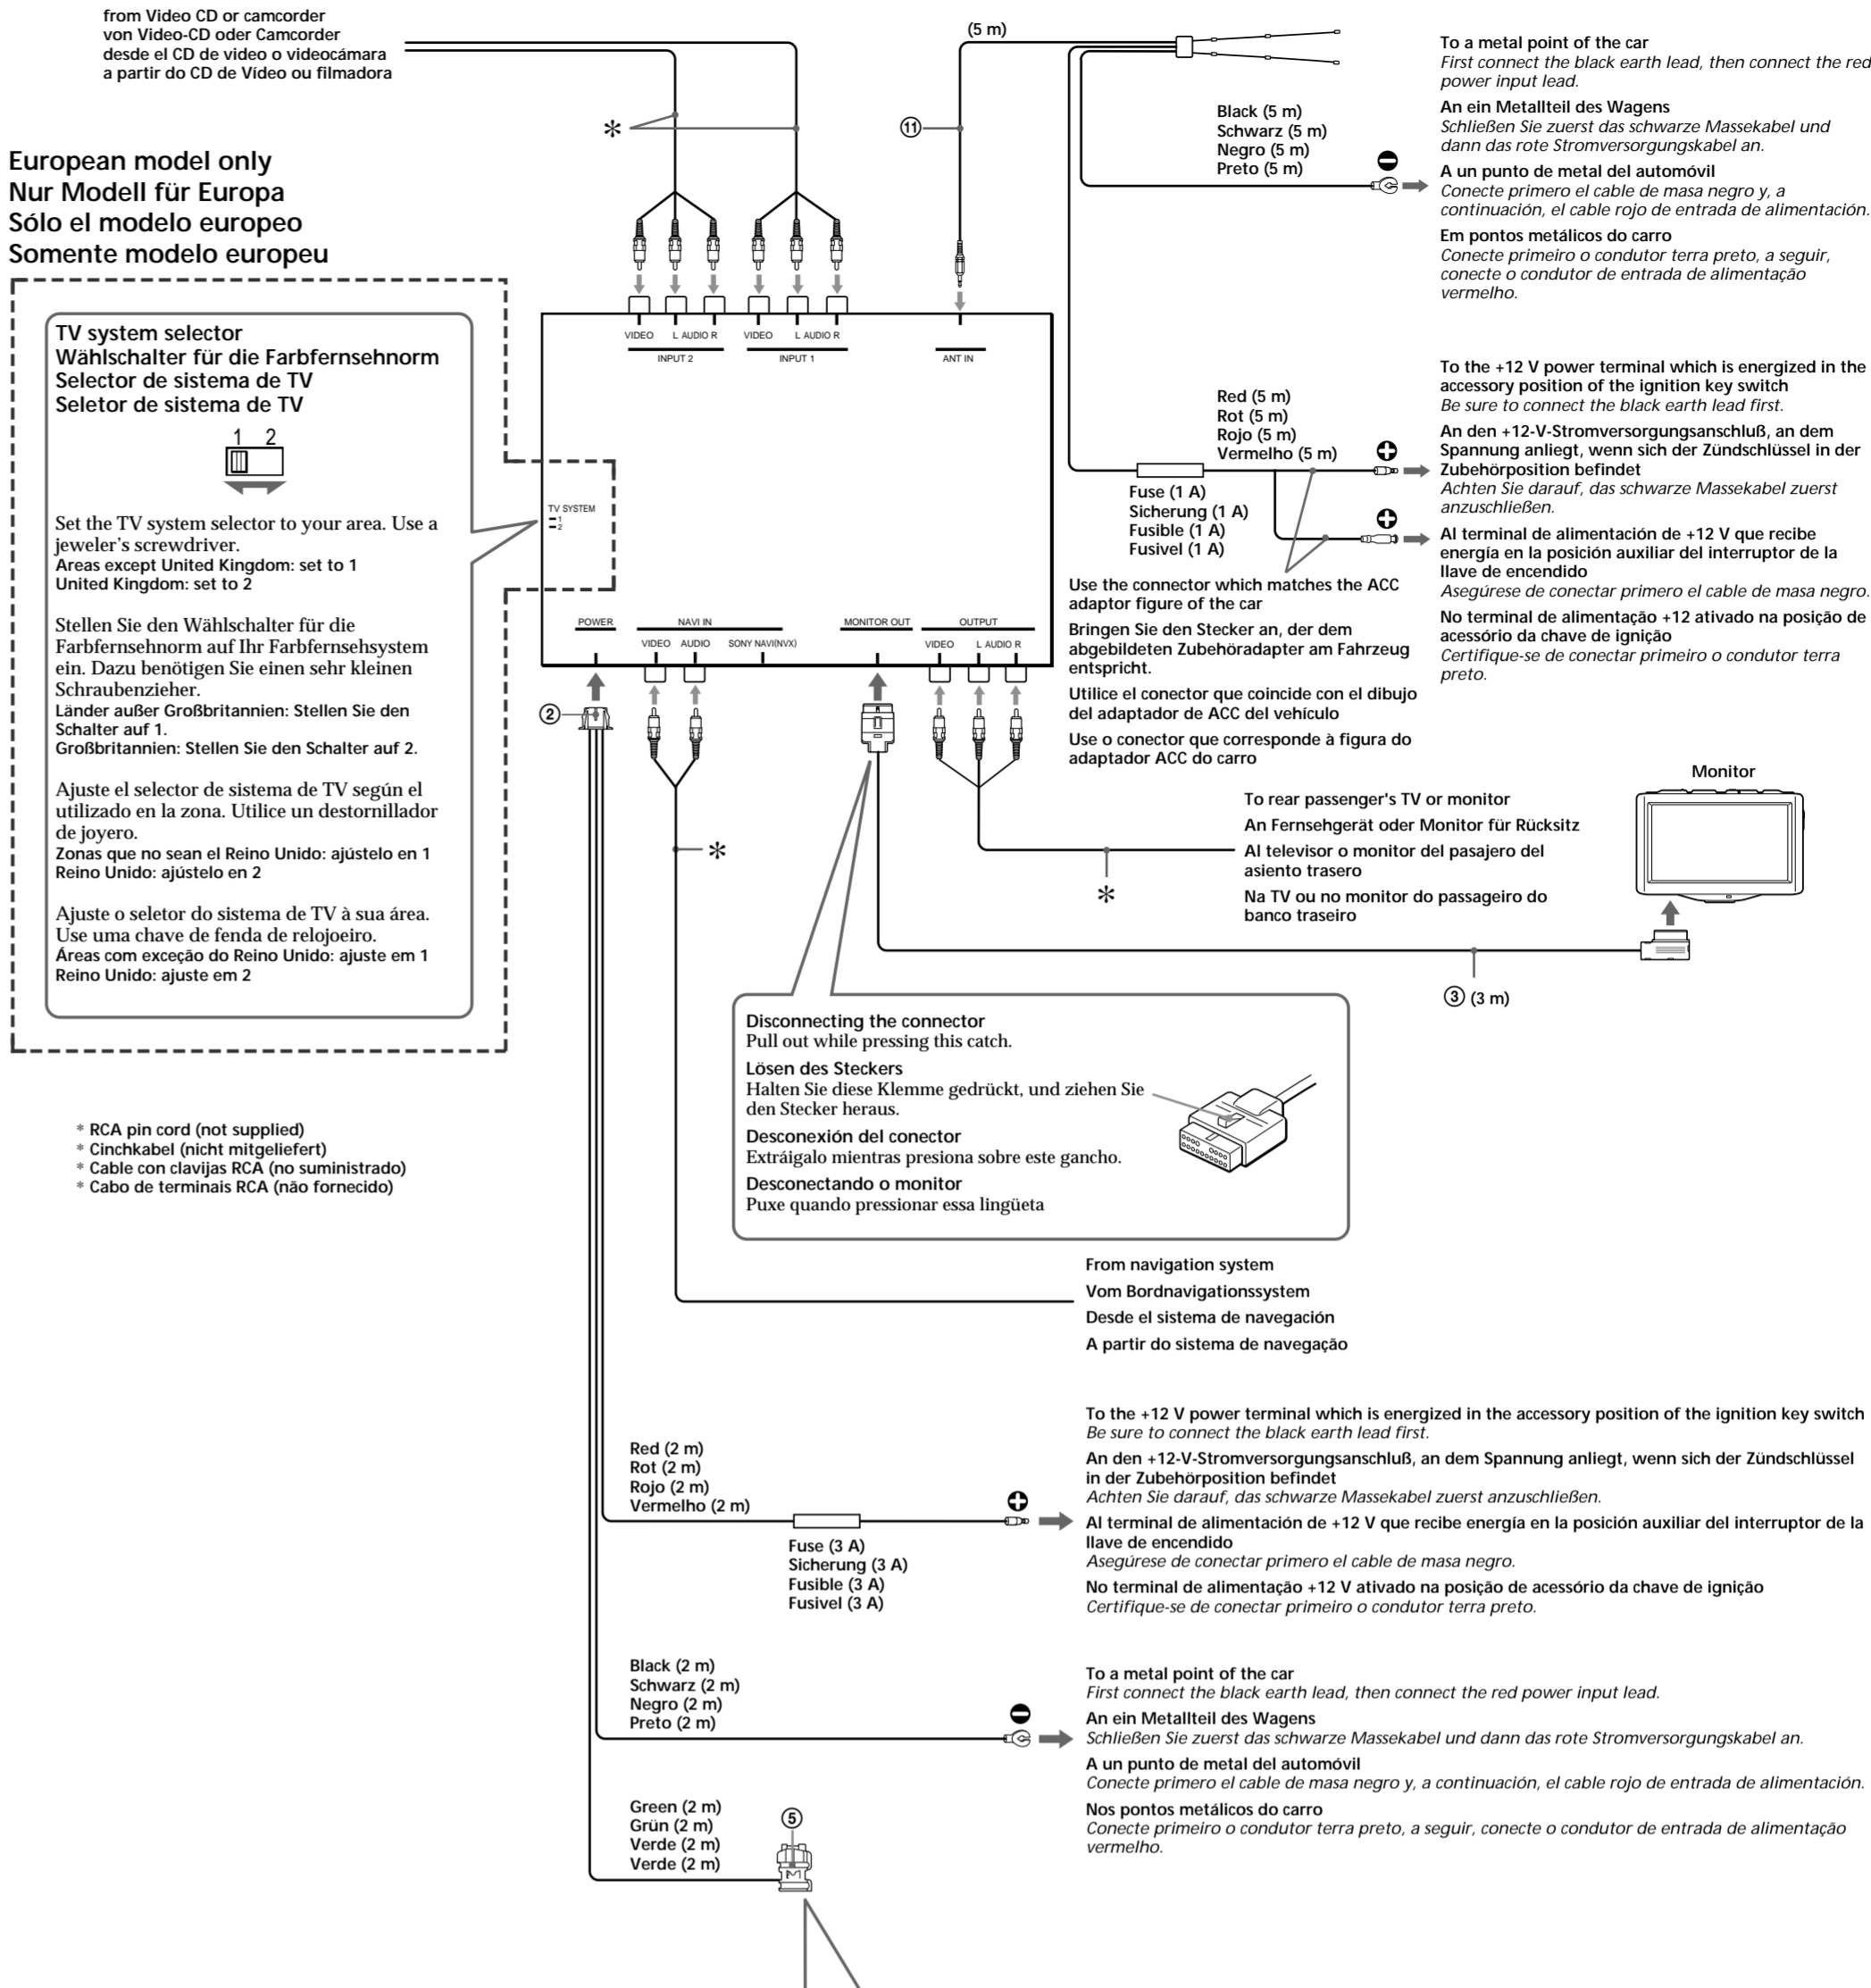 from Video CD or camcorder
von Video-CD oder Camcorder
desde el CD de video o videocámara
a partir do CD de Vídeo ou filmadora
European model only
Nur Modell für Europa
Sólo el modelo europeo
Somente modelo europeu
TV system selector
Wählschalter für die Farbfernsehnorm
Selector de sistema de TV
Seletor de sistema de TV
1 2
Set the TV system selector to your area. Use a
jeweler's screwdriver.
Areas except United Kingdom: set to 1
United Kingdom: set to 2
Stellen Sie den Wählschalter für die
Farbfernsehnorm auf Ihr Farbfernsehsystem
ein. Dazu benötigen Sie einen sehr kleinen
Schraubenzieher.
Länder außer Großbritannien: Stellen Sie den
Schalter auf 1.
Großbritannien: Stellen Sie den Schalter auf 2.
Ajuste el selector de sistema de TV según el
utilizado en la zona. Utilice un destornillador
de joyero.
Zonas que no sean el Reino Unido: ajústelo en 1
Reino Unido: ajústelo en 2
Ajuste o seletor do sistema de TV à sua área.
Use uma chave de fenda de relojoeiro.
Áreas com exceção do Reino Unido: ajuste em 1
Reino Unido: ajuste em 2
* RCA pin cord (not supplied)
* Cinchkabel (nicht mitgeliefert)
* Cable con clavijas RCA (no suministrado)
* Cabo de terminais RCA (não fornecido)
*
⑪
(5 m)
VIDEO L AUDIO R VIDEO L AUDIO R
INPUT 2 INPUT 1 ANT IN
TV SYSTEM
1
2
POWER NAVI IN MONITOR OUT OUTPUT
VIDEO AUDIO SONY NAVI(NVX) VIDEO L AUDIO R
②
*
Black (5 m)
Schwarz (5 m)
Negro (5 m)
Preto (5 m)
To a metal point of the car
First connect the black earth lead, then connect the red
power input lead.
An ein Metallteil des Wagens
Schließen Sie zuerst das schwarze Massekabel und
dann das rote Stromversorgungskabel an.
A un punto de metal del automóvil
Conecte primero el cable de masa negro y, a
continuación, el cable rojo de entrada de alimentación.
Em pontos metálicos do carro
Conecte primeiro o condutor terra preto, a seguir,
conecte o condutor de entrada de alimentação
vermelho.
Red (5 m)
Rot (5 m)
Rojo (5 m)
Vermelho (5 m)
Fuse (1 A)
Sicherung (1 A)
Fusible (1 A)
Fusivel (1 A)
To the +12 V power terminal which is energized in the
accessory position of the ignition key switch
Be sure to connect the black earth lead first.
An den +12-V-Stromversorgungsanschluß, an dem
Spannung anliegt, wenn sich der Zündschlüssel in der
Zubehörposition befindet
Achten Sie darauf, das schwarze Massekabel zuerst
anzuschließen.
Al terminal de alimentación de +12 V que recibe
energía en la posición auxiliar del interruptor de la
llave de encendido
Asegúrese de conectar primero el cable de masa negro.
No terminal de alimentação +12 ativado na posição de
acessório da chave de ignição
Certifique-se de conectar primeiro o condutor terra
preto.
Use the connector which matches the ACC
adaptor figure of the car
Bringen Sie den Stecker an, der dem
abgebildeten Zubehöradapter am Fahrzeug
entspricht.
Utilice el conector que coincide con el dibujo
del adaptador de ACC del vehículo
Use o conector que corresponde à figura do
adaptador ACC do carro
To rear passenger's TV or monitor
An Fernsehgerät oder Monitor für Rücksitz
Al televisor o monitor del pasajero del
asiento trasero
Na TV ou no monitor do passageiro do
banco traseiro
*
Monitor
③ (3 m)
Disconnecting the connector
Pull out while pressing this catch.
Lösen des Steckers
Halten Sie diese Klemme gedrückt, und ziehen Sie
den Stecker heraus.
Desconexión del conector
Extráigalo mientras presiona sobre este gancho.
Desconectando o monitor
Puxe quando pressionar essa lingüeta
From navigation system
Vom Bordnavigationssystem
Desde el sistema de navegación
A partir do sistema de navegação
Red (2 m)
Rot (2 m)
Rojo (2 m)
Vermelho (2 m)
Fuse (3 A)
Sicherung (3 A)
Fusible (3 A)
Fusivel (3 A)
To the +12 V power terminal which is energized in the accessory position of the ignition key switch
Be sure to connect the black earth lead first.
An den +12-V-Stromversorgungsanschluß, an dem Spannung anliegt, wenn sich der Zündschlüssel
in der Zubehörposition befindet
Achten Sie darauf, das schwarze Massekabel zuerst anzuschließen.
Al terminal de alimentación de +12 V que recibe energía en la posición auxiliar del interruptor de la
llave de encendido
Asegúrese de conectar primero el cable de masa negro.
No terminal de alimentação +12 V ativado na posição de acessório da chave de ignição
Certifique-se de conectar primeiro o condutor terra preto.
Black (2 m)
Schwarz (2 m)
Negro (2 m)
Preto (2 m)
To a metal point of the car
First connect the black earth lead, then connect the red power input lead.
An ein Metallteil des Wagens
Schließen Sie zuerst das schwarze Massekabel und dann das rote Stromversorgungskabel an.
A un punto de metal del automóvil
Conecte primero el cable de masa negro y, a continuación, el cable rojo de entrada de alimentación.
Nos pontos metálicos do carro
Conecte primeiro o condutor terra preto, a seguir, conecte o condutor de entrada de alimentação
vermelho.
Green (2 m)
Grün (2 m)
Verde (2 m)
Verde (2 m)
⑤